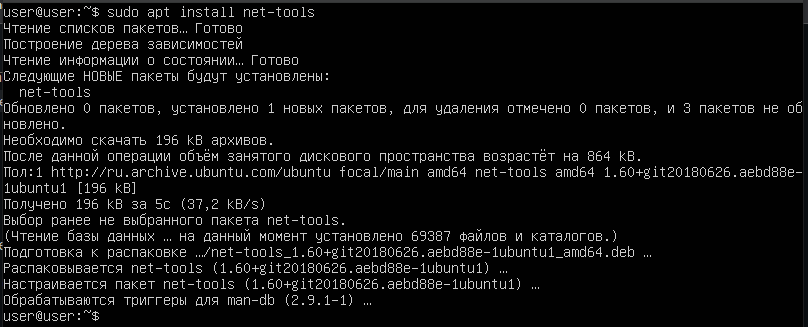 user@user:~$ sudo apt install net-tools
Чтение списков пакетов… Готово
Построение дерева зависимостей
Чтение информации о состоянии… Готово
Следующие НОВЫЕ пакеты будут установлены:
  net-tools
Обновлено 0 пакетов, установлено 1 новых пакетов, для удаления отмечено 0 пакетов, и 3 пакетов не об
новлено.
Необходимо скачать 196 kB архивов.
После данной операции объём занятого дискового пространства возрастёт на 864 kB.
Пол:1 http://ru.archive.ubuntu.com/ubuntu focal/main amd64 net-tools amd64 1.60+git20180626.aebd88e-
1ubuntu1 [196 kB]
Получено 196 kB за 5с (37,2 kB/s)
Выбор ранее не выбранного пакета net-tools.
(Чтение базы данных … на данный момент установлено 69387 файлов и каталогов.)
Подготовка к распаковке …/net-tools_1.60+git20180626.aebd88e-1ubuntu1_amd64.deb …
Распаковывается net-tools (1.60+git20180626.aebd88e-1ubuntu1) …
Настраивается пакет net-tools (1.60+git20180626.aebd88e-1ubuntu1) …
Обрабатываются триггеры для man-db (2.9.1-1) …
user@user:~$